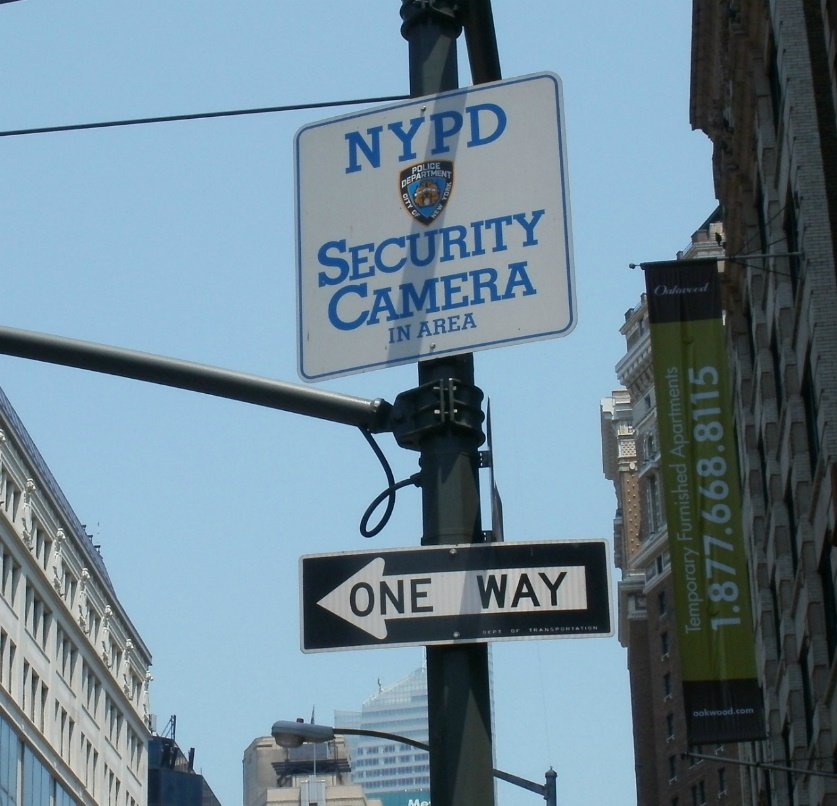 NYPD
POLICE
DEPARTMENT
CITY OF NEW YORK
SECURITY
CAMERA
IN AREA
ONE WAY
DEPT OF TRANSPORTATION
Oakwood
Temporary Furnished Apartments
1.877.668.8115
oakwood.com